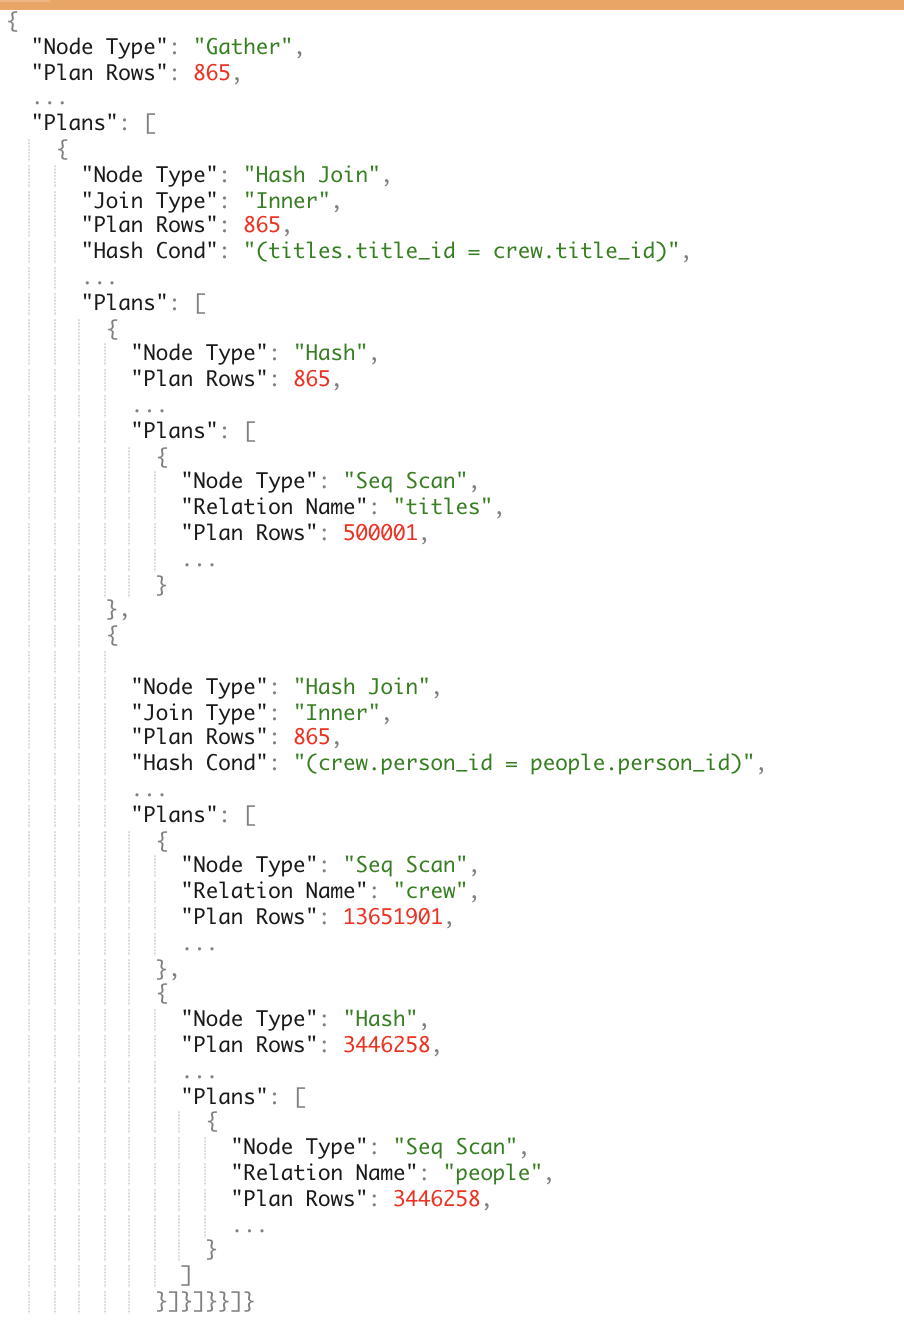 {
  "Node Type": "Gather",
  "Plan Rows": 865,
  ...
  "Plans": [
    {
      "Node Type": "Hash Join",
      "Join Type": "Inner",
      "Plan Rows": 865,
      "Hash Cond": "(titles.title_id = crew.title_id)",
      ...
      "Plans": [
        {
          "Node Type": "Hash",
          "Plan Rows": 865,
          ...
          "Plans": [
            {
              "Node Type": "Seq Scan",
              "Relation Name": "titles",
              "Plan Rows": 500001,
              ...
            }
        },
        {
          "Node Type": "Hash Join",
          "Join Type": "Inner",
          "Plan Rows": 865,
          "Hash Cond": "(crew.person_id = people.person_id)",
          ...
          "Plans": [
            {
              "Node Type": "Seq Scan",
              "Relation Name": "crew",
              "Plan Rows": 13651901,
              ...
            },
            {
              "Node Type": "Hash",
              "Plan Rows": 3446258,
              ...
              "Plans": [
                {
                  "Node Type": "Seq Scan",
                  "Relation Name": "people",
                  "Plan Rows": 3446258,
                  ...
                }
              ]
            }]}]}}]}